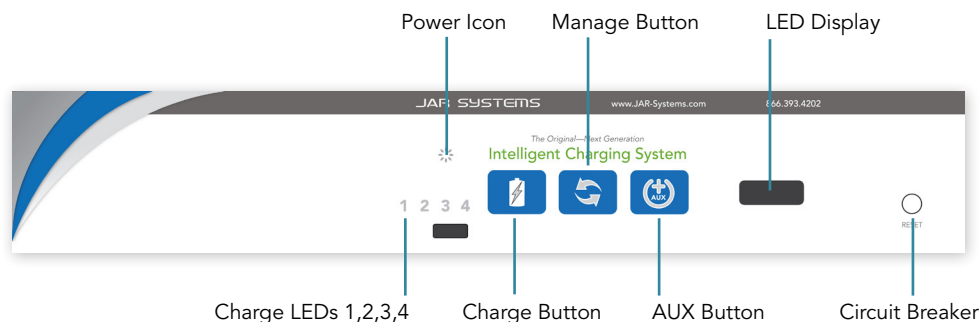 Power Icon Manage Button LED Display
JAR SYSTEMS www.JAR-Systems.com 866.393.4202
The Original—Next Generation
Intelligent Charging System
1 2 3 4
AUX
RESET
Charge LEDs 1,2,3,4 Charge Button AUX Button Circuit Breaker